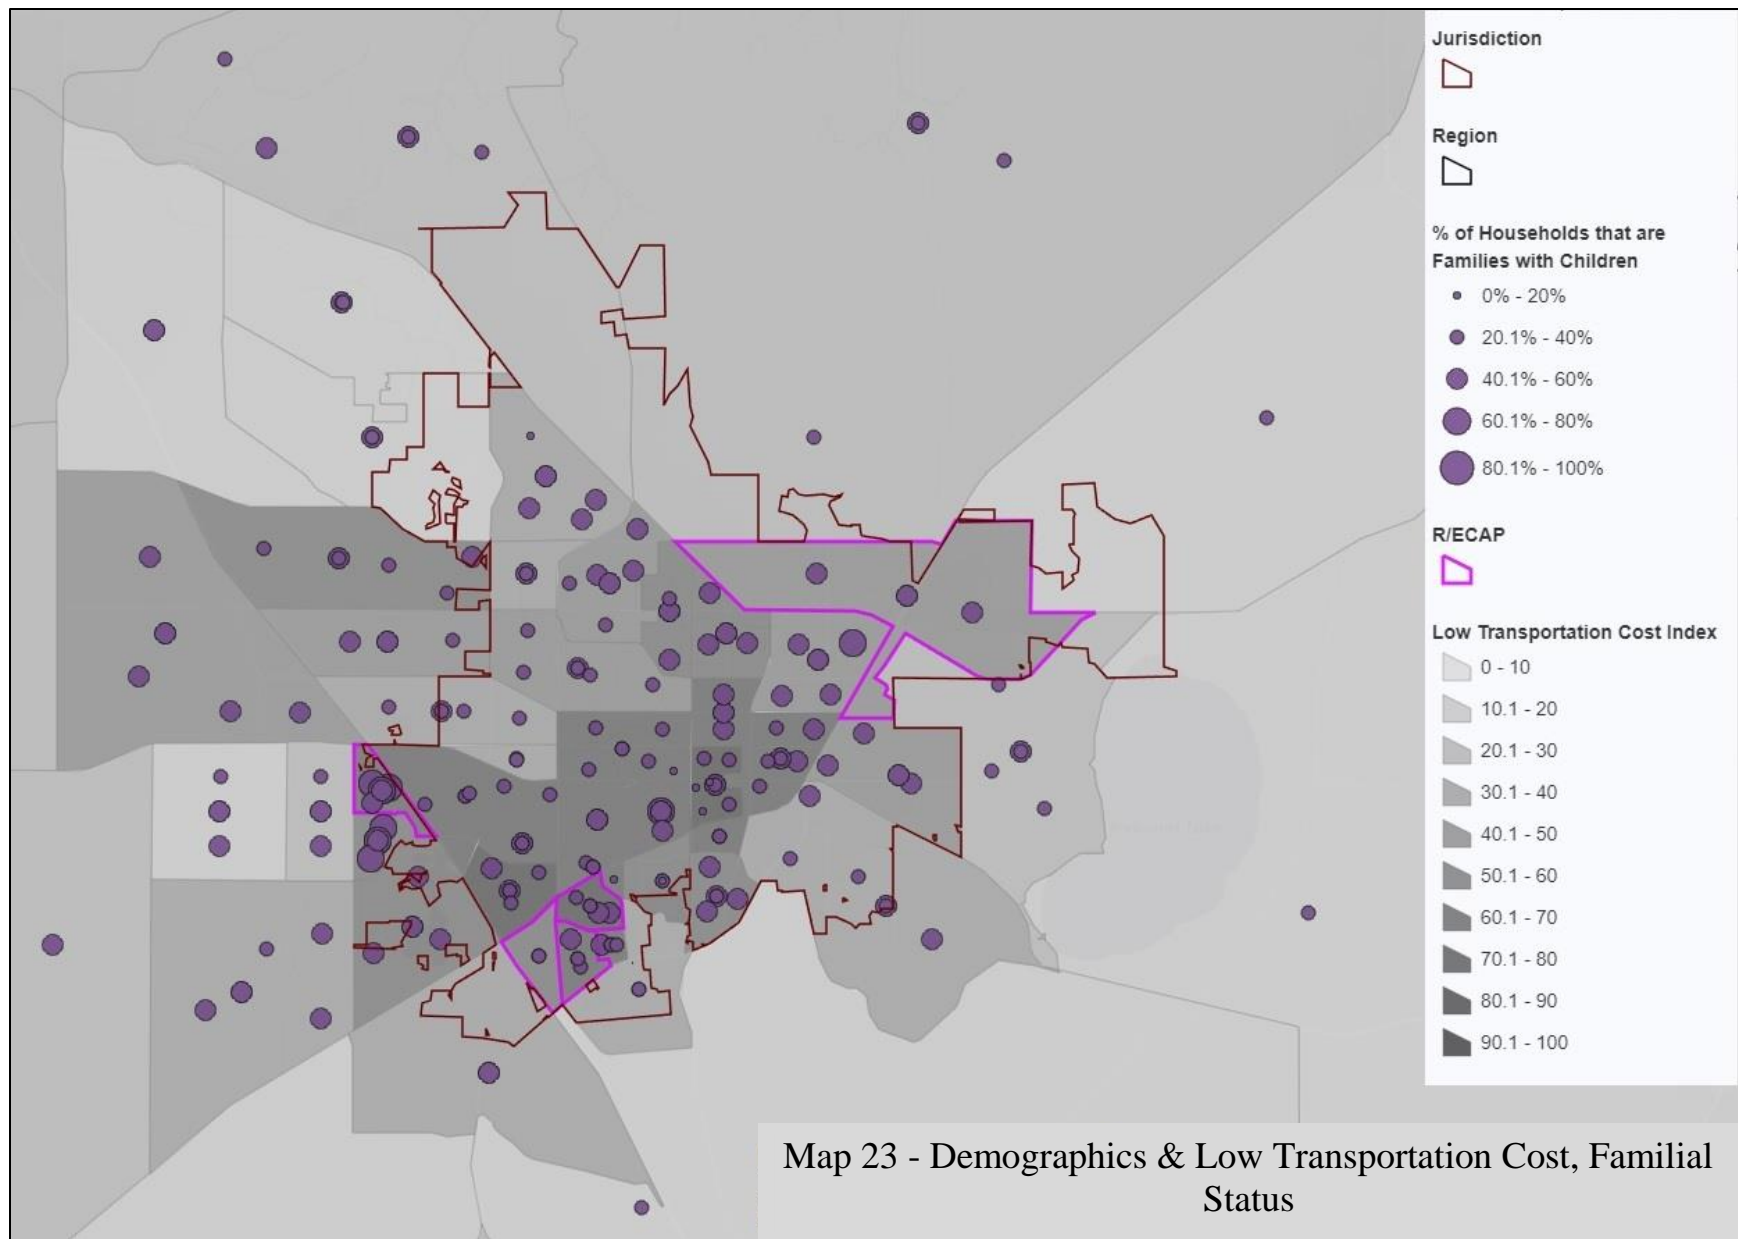 Jurisdiction
Region
% of Households that are
Families with Children
0% - 20%
20.1% - 40%
40.1% - 60%
60.1% - 80%
80.1% - 100%
R/ECAP
Low Transportation Cost Index
0 - 10
10.1 - 20
20.1 - 30
30.1 - 40
40.1 - 50
50.1 - 60
60.1 - 70
70.1 - 80
80.1 - 90
90.1 - 100
Map 23 - Demographics & Low Transportation Cost, Familial
Status